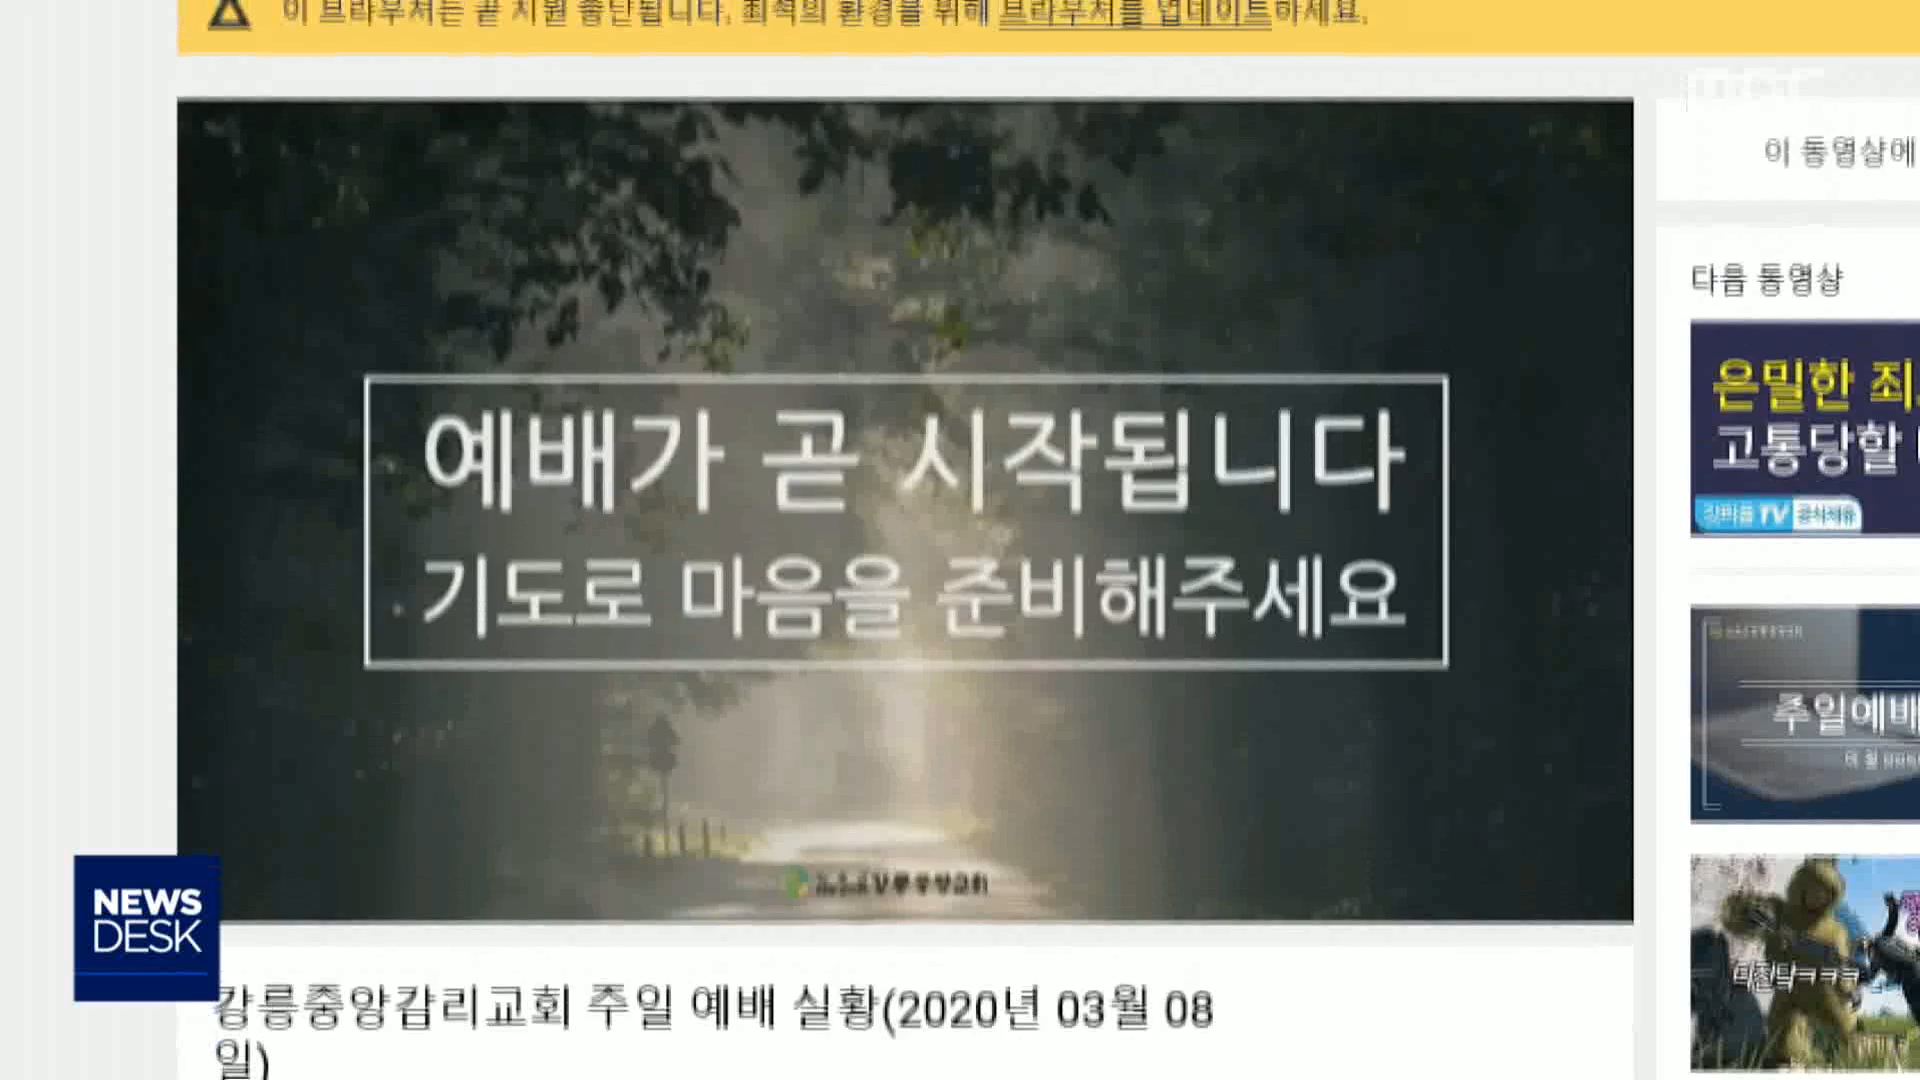 이 브라우저는 곧 지원 중단됩니다. 최적의 환경을 위해 브라우저를 업데이트하세요.
이 동영상에
예배가 곧 시작됩니다
기도로 마음을 준비해주세요
다음 동영상
은밀한 죄
고통당할
TV
주일예배
NEWS
DESK
강릉중앙감리교회 주일 예배 실황(2020년 03월 08
일)